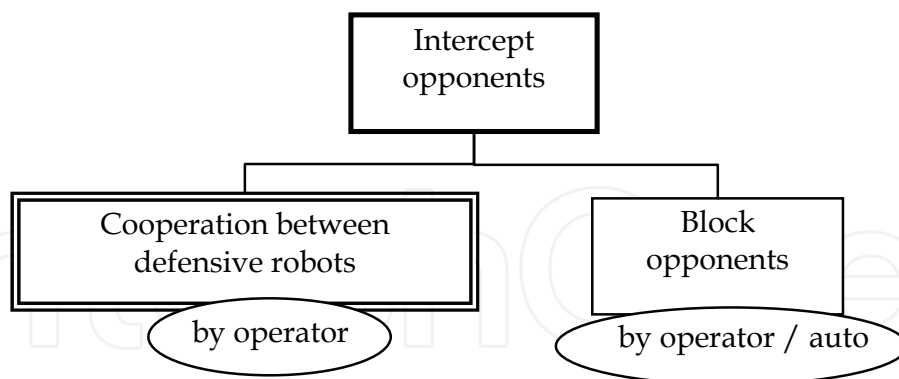 Intercept
opponents
Cooperation between
defensive robots
by operator
Block
opponents
by operator / auto